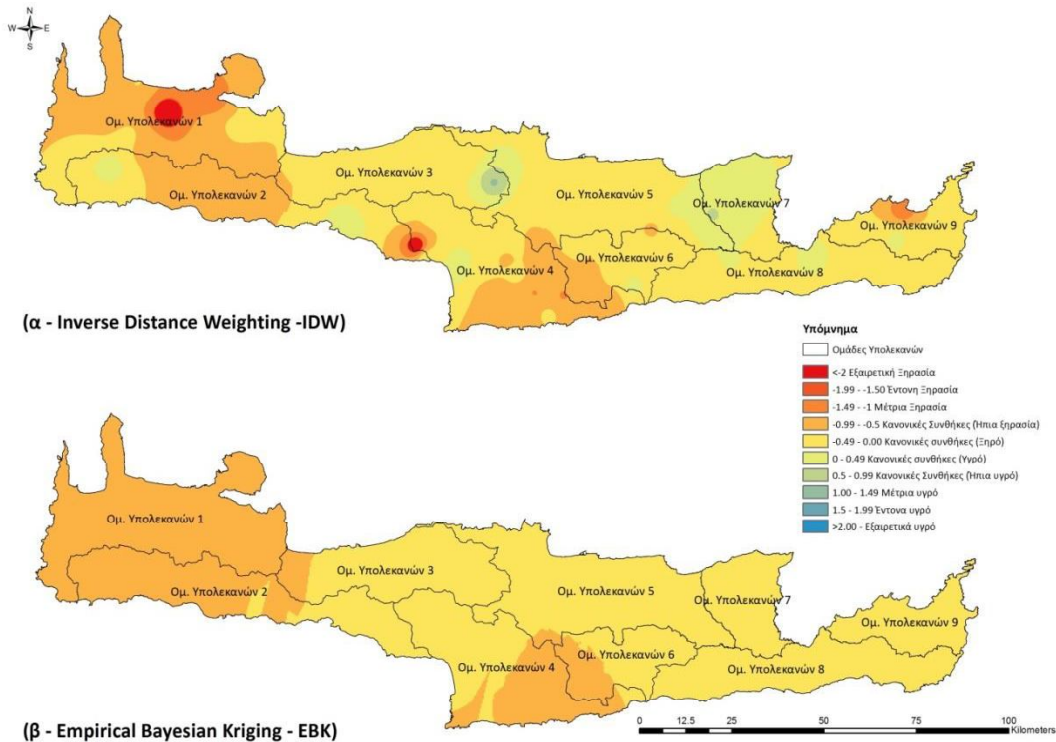 N
W E
S
Ομ. Υπολεκανών 1
Ομ. Υπολεκανών 2
Ομ. Υπολεκανών 3
Ομ. Υπολεκανών 4
Ομ. Υπολεκανών 5
Ομ. Υπολεκανών 6
Ομ. Υπολεκανών 7
Ομ. Υπολεκανών 8
Ομ. Υπολεκανών 9
(α - Inverse Distance Weighting -IDW)
Υπόμνημα
Ομάδες Υπολεκανών
<-2 Εξαιρετική Ξηρασία
-1.99 - -1.50 Έντονη Ξηρασία
-1.49 - -1 Μέτρια Ξηρασία
-0.99 - -0.5 Κανονικές Συνθήκες (Ήπια ξηρασία)
-0.49 - 0.00 Κανονικές συνθήκες (Ξηρό)
0 - 0.49 Κανονικές συνθήκες (Υγρό)
0.5 - 0.99 Κανονικές Συνθήκες (Ήπια υγρό)
1.00 - 1.49 Μέτρια υγρό
1.5 - 1.99 Έντονα υγρό
>2.00 - Εξαιρετικά υγρό
Ομ. Υπολεκανών 1
Ομ. Υπολεκανών 2
Ομ. Υπολεκανών 3
Ομ. Υπολεκανών 4
Ομ. Υπολεκανών 5
Ομ. Υπολεκανών 6
Ομ. Υπολεκανών 7
Ομ. Υπολεκανών 8
Ομ. Υπολεκανών 9
(β - Empirical Bayesian Kriging - EBK)
0 12.5 25 50 75 100
Kilometers